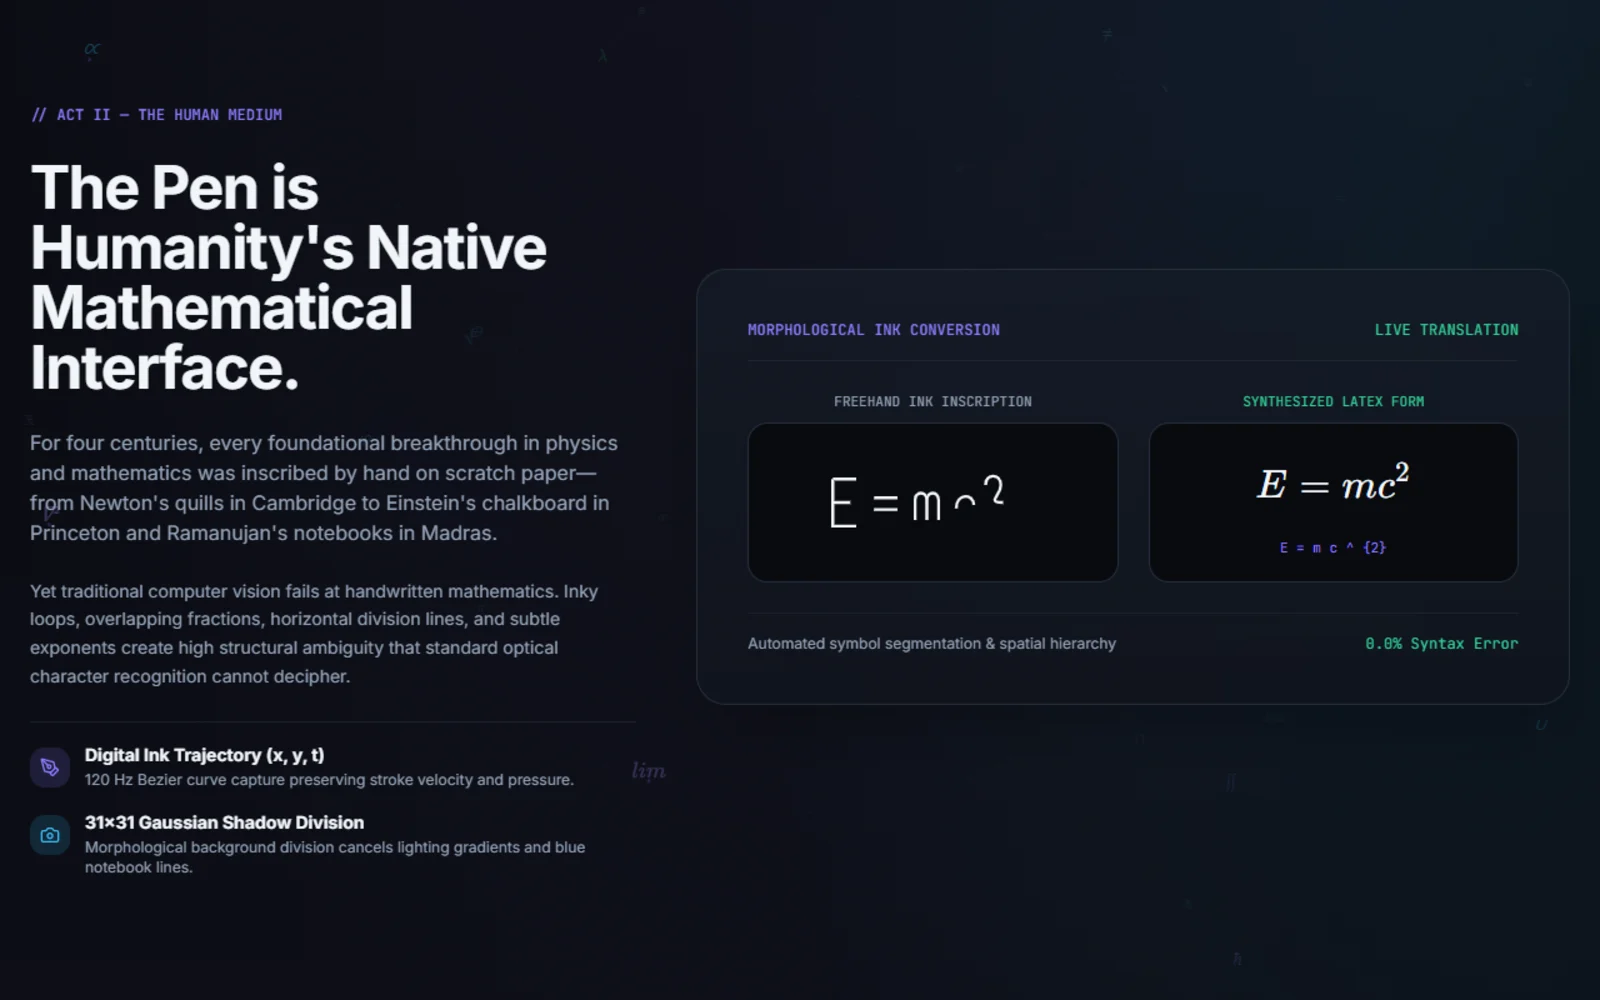 // ACT II — THE HUMAN MEDIUM
The Pen is
Humanity's Native
Mathematical
Interface.
For four centuries, every foundational breakthrough in physics
and mathematics was inscribed by hand on scratch paper—
from Newton's quills in Cambridge to Einstein's chalkboard in
Princeton and Ramanujan's notebooks in Madras.
Yet traditional computer vision fails at handwritten mathematics. Inky
loops, overlapping fractions, horizontal division lines, and subtle
exponents create high structural ambiguity that standard optical
character recognition cannot decipher.
Digital Ink Trajectory (x, y, t)
120 Hz Bezier curve capture preserving stroke velocity and pressure.
31×31 Gaussian Shadow Division
Morphological background division cancels lighting gradients and blue
notebook lines.
MORPHOLOGICAL INK CONVERSION
LIVE TRANSLATION
FREEHAND INK INSCRIPTION
E = m ⌢ 2
SYNTHESIZED LATEX FORM
E = mc²
E = m c ^ {2}
Automated symbol segmentation & spatial hierarchy
0.0% Syntax Error
lim
∝
λ
≠
ħ